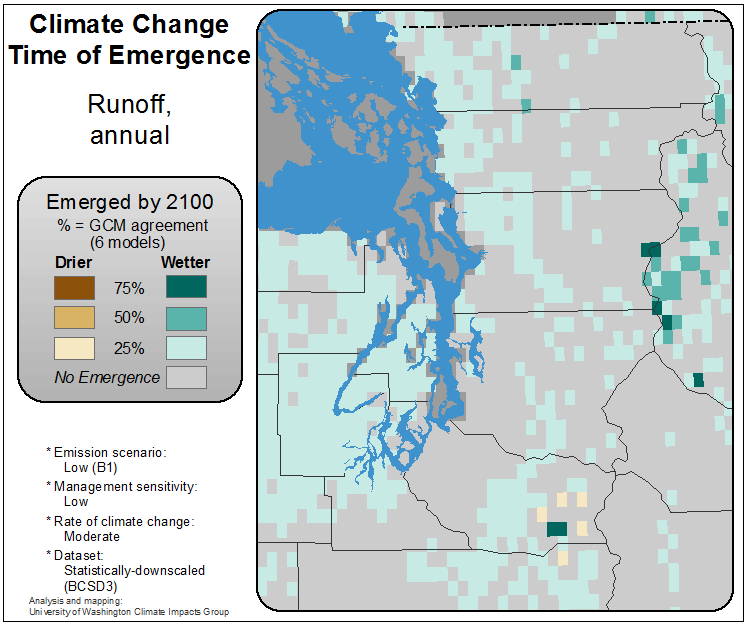 Climate Change
Time of Emergence
Runoff,
annual
Emerged by 2100
% = GCM agreement
(6 models)
Drier Wetter
75%
50%
25%
No Emergence
* Emission scenario:
Low (B1)
* Management sensitivity:
Low
* Rate of climate change:
Moderate
* Dataset:
Statistically-downscaled
(BCSD3)
Analysis and mapping:
University of Washington Climate Impacts Group